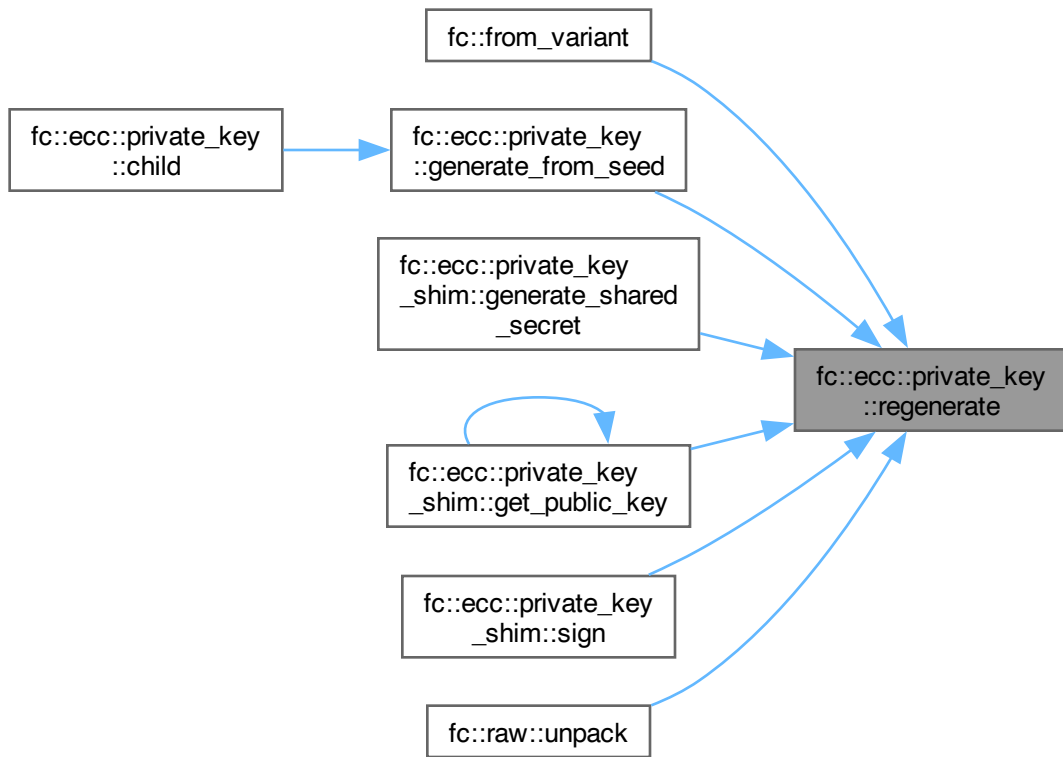 fc::from_variant
fc::ecc::private_key
::child
fc::ecc::private_key
::generate_from_seed
fc::ecc::private_key
_shim::generate_shared
_secret
fc::ecc::private_key
::regenerate
fc::ecc::private_key
_shim::get_public_key
fc::ecc::private_key
_shim::sign
fc::raw::unpack